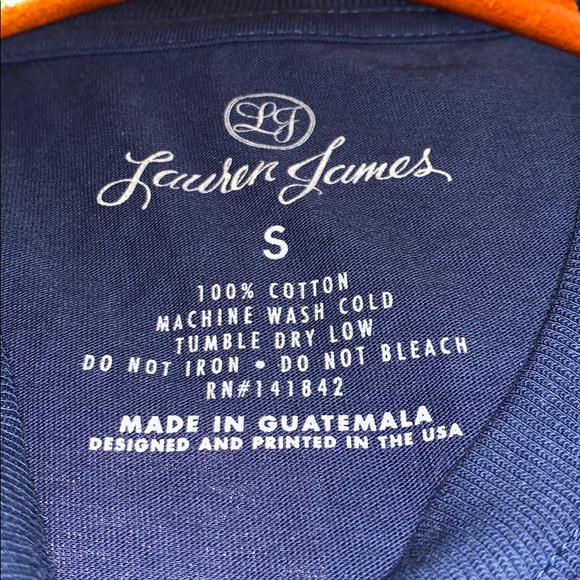 LJ
Lauren James
S
100% COTTON
MACHINE WASH COLD
TUMBLE DRY LOW
DO NOT IRON • DO NOT BLEACH
RN#141842
MADE IN GUATEMALA
DESIGNED AND PRINTED IN THE USA